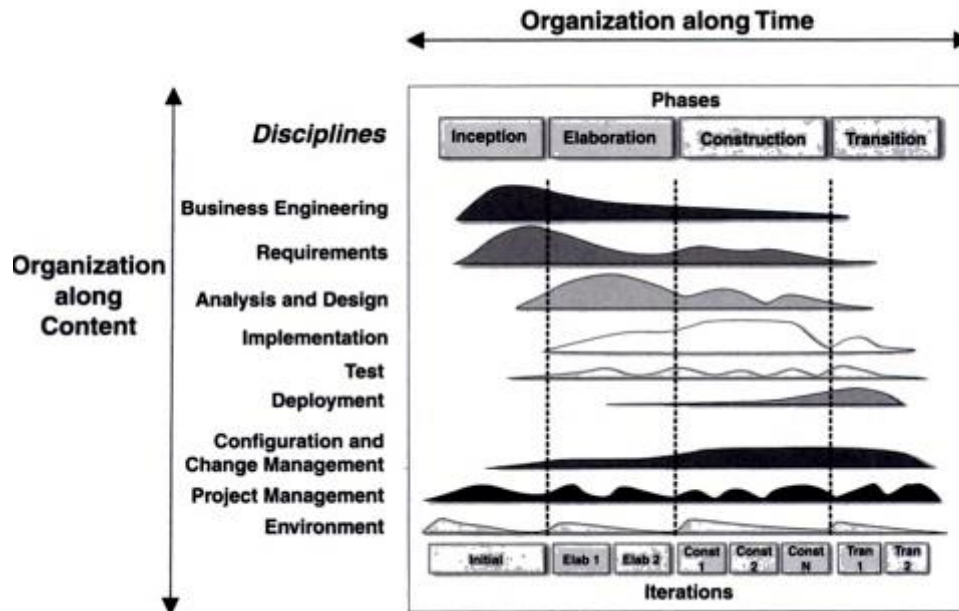 Organization along Time
Phases
Disciplines
Inception
Elaboration
Construction
Transition
Organization
along
Content
Business Engineering
Requirements
Analysis and Design
Implementation
Test
Deployment
Configuration and
Change Management
Project Management
Environment
Initial
Elab 1
Elab 2
Const
1
Const
2
Const
N
Tran
1
Tran
2
Iterations